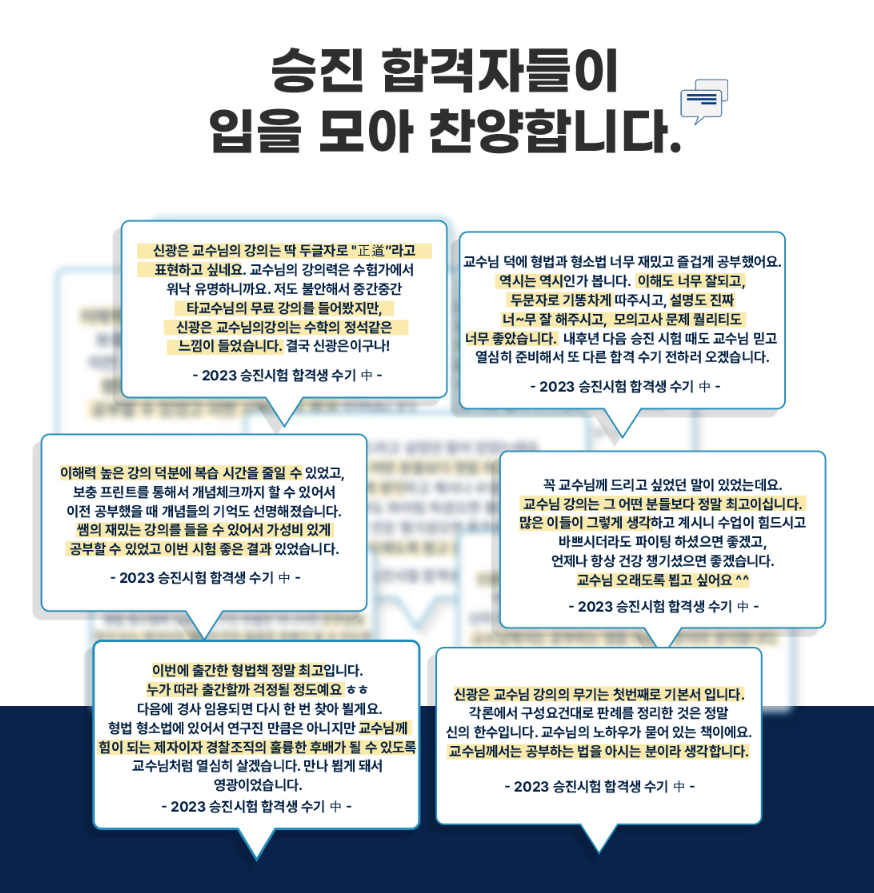 승진 합격자들이
입을 모아 찬양합니다.
신광은 교수님의 강의는 딱 두글자로 "正道"라고
표현하고 싶네요. 교수님의 강의력은 수험가에서
워낙 유명하니까요. 저도 불안해서 중간중간
타교수님의 무료 강의를 들어봤지만,
신광은 교수님의강의는 수학의 정석같은
느낌이 들었습니다. 결국 신광은이구나!
- 2023 승진시험 합격생 수기 中 -
교수님 덕에 형법과 형소법 너무 재밌고 즐겁게 공부했어요.
역시는 역시인가 봅니다. 이해도 너무 잘되고,
두문자로 기똥차게 따주시고, 설명도 진짜
너~무 잘 해주시고, 모의고사 문제 퀄리티도
너무 좋았습니다. 내후년 다음 승진 시험 때도 교수님 믿고
열심히 준비해서 또 다른 합격 수기 전하러 오겠습니다.
- 2023 승진시험 합격생 수기 中 -
이해력 높은 강의 덕분에 복습 시간을 줄일 수 있었고,
보충 프린트를 통해서 개념체크까지 할 수 있어서
이전 공부했을 때 개념들의 기억도 선명해졌습니다.
쌤의 재밌는 강의를 들을 수 있어서 가성비 있게
공부할 수 있었고 이번 시험 좋은 결과 있었습니다.
- 2023 승진시험 합격생 수기 中 -
꼭 교수님께 드리고 싶었던 말이 있었는데요.
교수님 강의는 그 어떤 분들보다 정말 최고이십니다.
많은 이들이 그렇게 생각하고 계시니 수업이 힘드시고
바쁘시더라도 파이팅 하셨으면 좋겠고,
언제나 항상 건강 챙기셨으면 좋겠습니다.
교수님 오래도록 뵙고 싶어요 ^^
- 2023 승진시험 합격생 수기 中 -
이번에 출간한 형법책 정말 최고입니다.
누가 따라 출간할까 걱정될 정도예요 ㅎㅎ
다음에 경사 임용되면 다시 한 번 찾아 뵐게요.
형법 형소법에 있어서 연구진 만큼은 아니지만 교수님께
힘이 되는 제자이자 경찰조직의 훌륭한 후배가 될 수 있도록
교수님처럼 열심히 살겠습니다. 만나 뵙게 돼서
영광이었습니다.
- 2023 승진시험 합격생 수기 中 -
신광은 교수님 강의의 무기는 첫번째로 기본서 입니다.
각론에서 구성요건대로 판례를 정리한 것은 정말
신의 한수입니다. 교수님의 노하우가 묻어 있는 책이에요.
교수님께서는 공부하는 법을 아시는 분이라 생각합니다.
- 2023 승진시험 합격생 수기 中 -